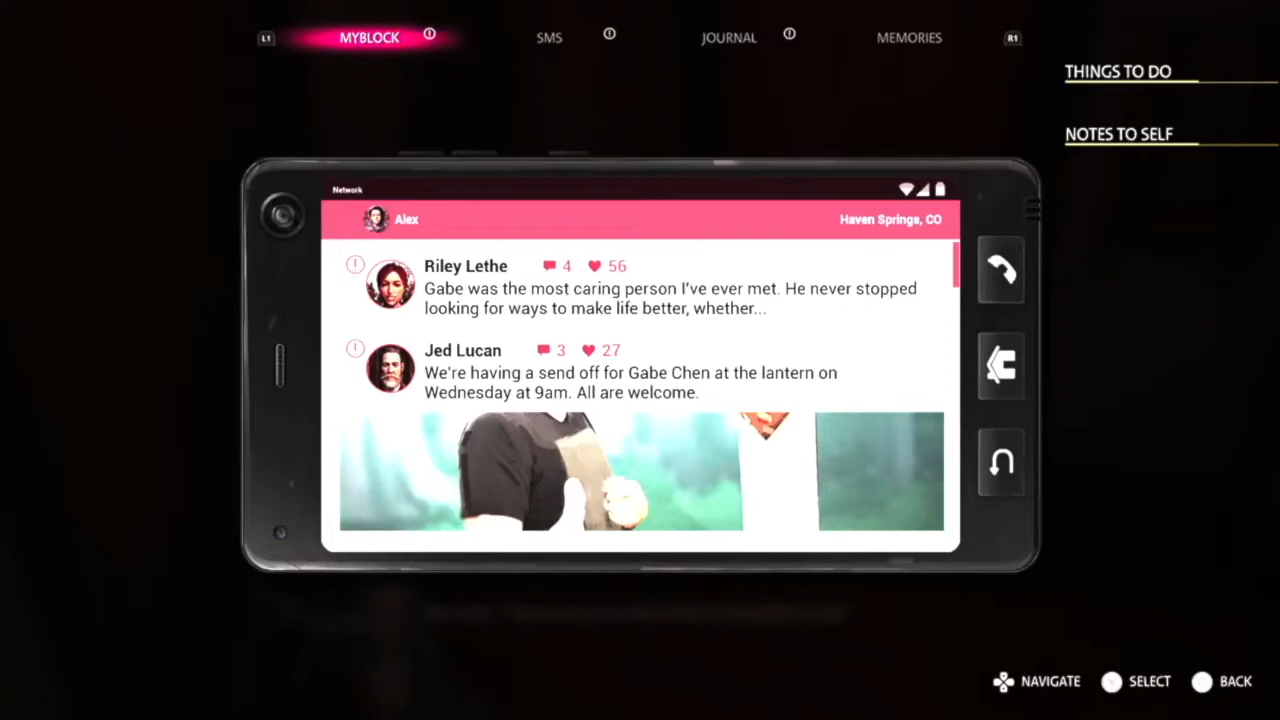 L1
MYBLOCK
SMS
JOURNAL
MEMORIES
R1
THINGS TO DO
NOTES TO SELF
Network
Alex
Haven Springs, CO
Riley Lethe 4 56
Gabe was the most caring person I've ever met. He never stopped
looking for ways to make life better, whether...
Jed Lucan 3 27
We're having a send off for Gabe Chen at the lantern on
Wednesday at 9am. All are welcome.
NAVIGATE
SELECT
BACK